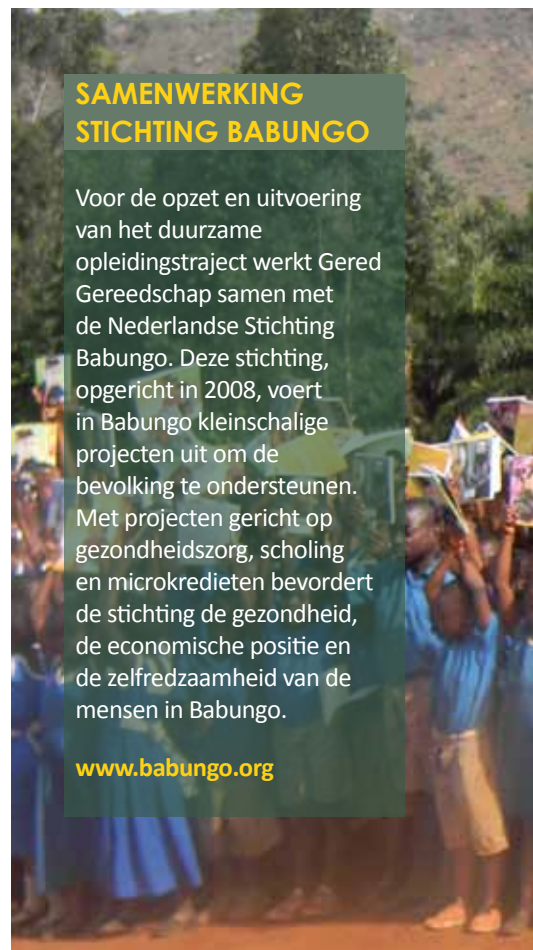 SAMENWERKING
STICHTING BABUNGO
Voor de opzet en uitvoering
van het duurzame
opleidingstraject werkt Gered
Gereedschap samen met
de Nederlandse Stichting
Babungo. Deze stichting,
opgericht in 2008, voert
in Babungo kleinschalige
projecten uit om de
bevolking te ondersteunen.
Met projecten gericht op
gezondheidszorg, scholing
en microkredieten bevordert
de stichting de gezondheid,
de economische positie en
de zelfredzaamheid van de
mensen in Babungo.
www.babungo.org